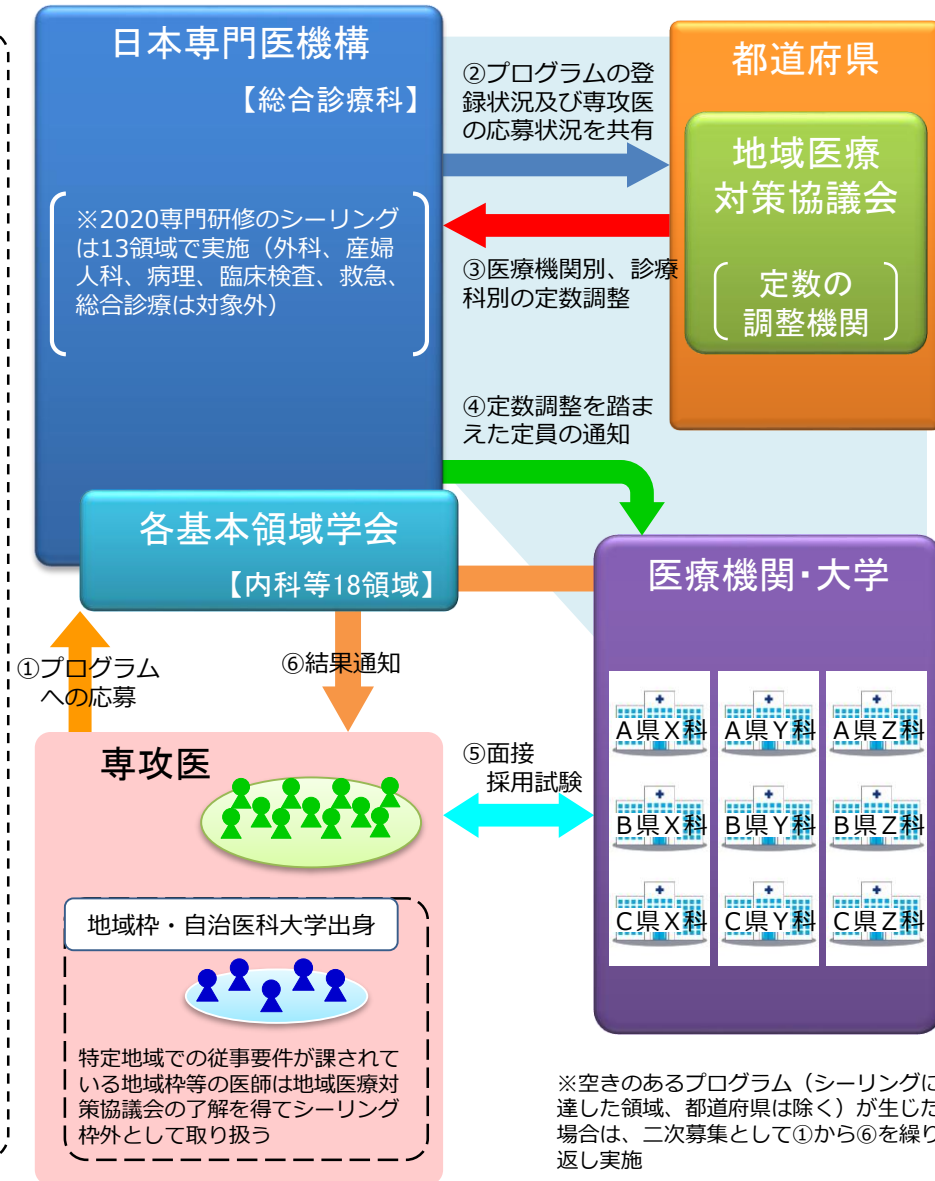 日本専門医機構
【総合診療科】
※2020専門研修のシーリング
は13領域で実施（外科、産婦
人科、病理、臨床検査、救急、
総合診療は対象外）
②プログラムの登
録状況及び専攻医
の応募状況を共有
都道府県
地域医療
対策協議会
定数の
調整機関
③医療機関別、診療
科別の定数調整
④定数調整を踏ま
えた定員の通知
各基本領域学会
【内科等18領域】
医療機関・大学
①プログラム
への応募
⑥結果通知
A県X科
A県Y科
A県Z科
B県X科
B県Y科
B県Z科
C県X科
C県Y科
C県Z科
専攻医
⑤面接
採用試験
地域枠・自治医科大学出身
特定地域での従事要件が課されて
いる地域枠等の医師は地域医療対
策協議会の了解を得てシーリング
枠外として取り扱う
※空きのあるプログラム（シーリングに
達した領域、都道府県は除く）が生じた
場合は、二次募集として①から⑥を繰り
返し実施